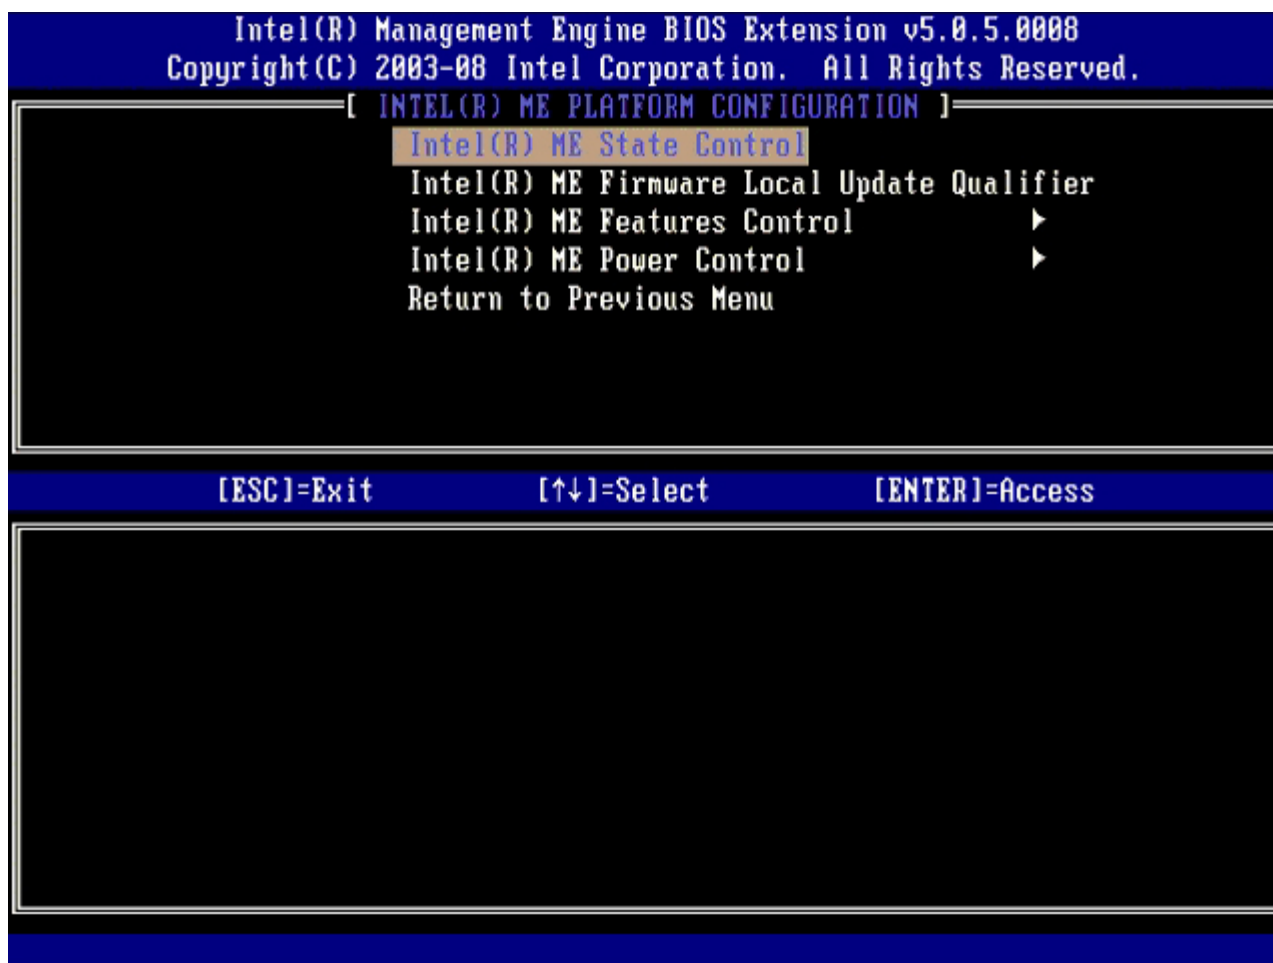 Intel(R) Management Engine BIOS Extension v5.0.5.0008
Copyright(C) 2003-08 Intel Corporation. All Rights Reserved.
[ INTEL(R) ME PLATFORM CONFIGURATION ]
Intel(R) ME State Control
Intel(R) ME Firmware Local Update Qualifier
Intel(R) ME Features Control ►
Intel(R) ME Power Control ►
Return to Previous Menu
[ESC]=Exit [↑↓]=Select [ENTER]=Access